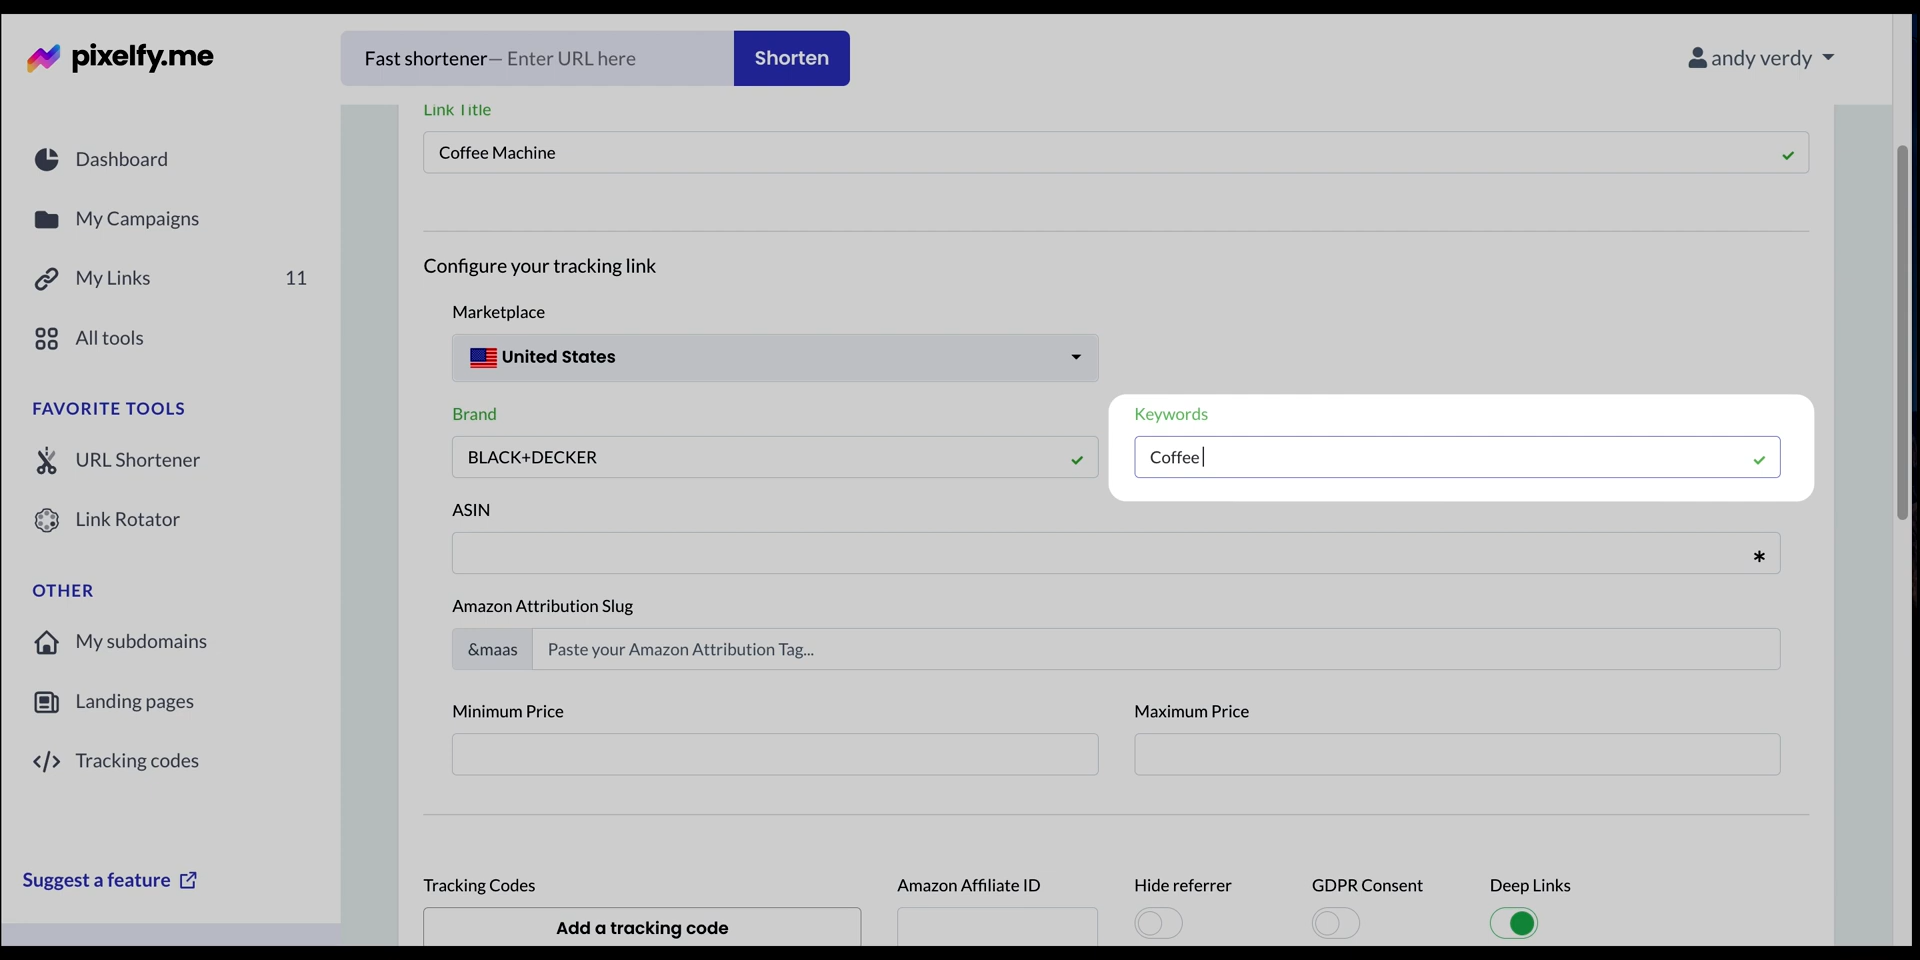 pixelfy.me
Fast shortener— Enter URL here
Shorten
andy verdy
Dashboard
My Campaigns
My Links 11
All tools
FAVORITE TOOLS
URL Shortener
Link Rotator
OTHER
My subdomains
Landing pages
Tracking codes
Suggest a feature
Link Title
Coffee Machine
Configure your tracking link
Marketplace
United States
Brand
BLACK+DECKER
Keywords
Coffee
ASIN
*
Amazon Attribution Slug
&maas Paste your Amazon Attribution Tag...
Minimum Price
Maximum Price
Tracking Codes
Add a tracking code
Amazon Affiliate ID
Hide referrer
GDPR Consent
Deep Links